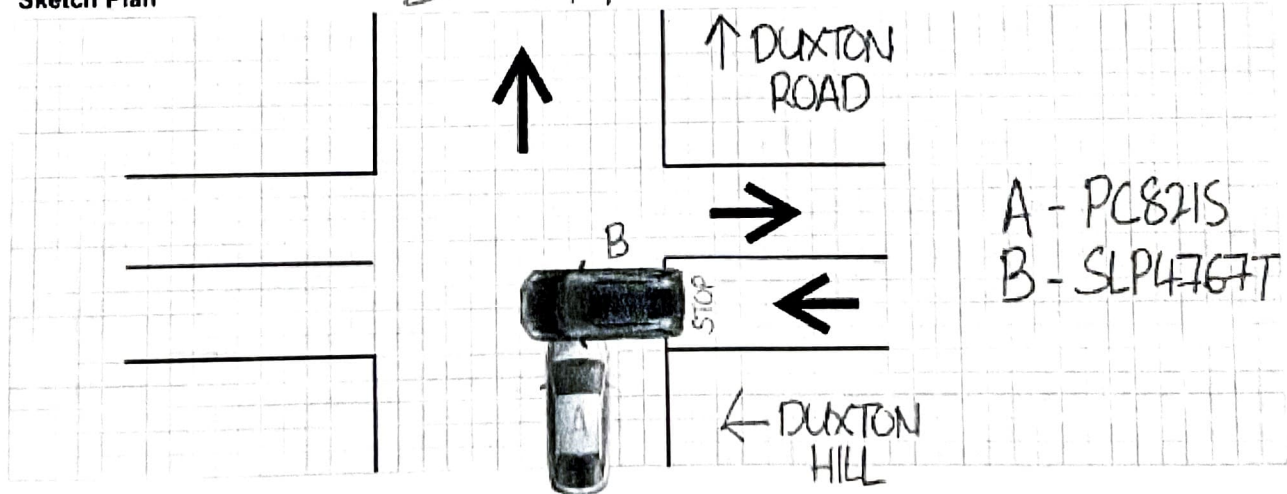 Sketch Plan
↑ DUXTON
ROAD
A - PC821S
B - SLP4767T
B
STOP
A
← DUXTON
HILL